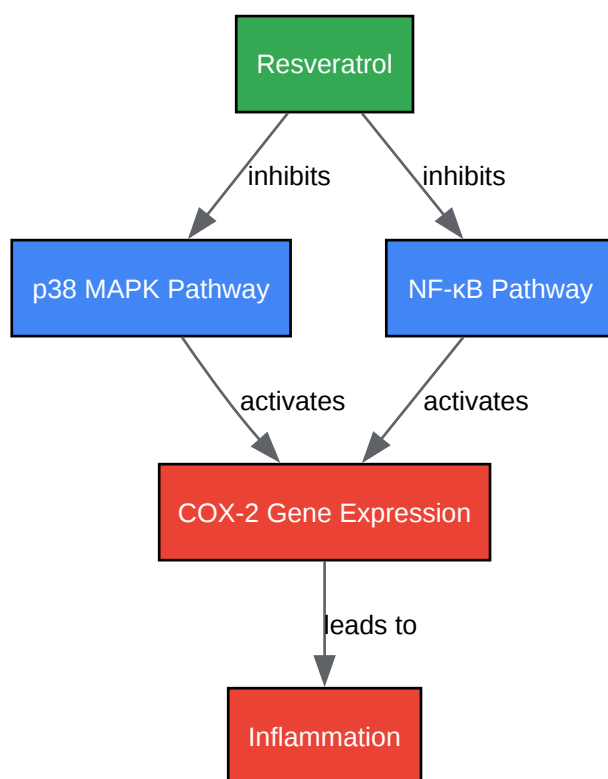 Resveratrol
inhibits
inhibits
p38 MAPK Pathway
NF-κB Pathway
activates
activates
COX-2 Gene Expression
leads to
Inflammation